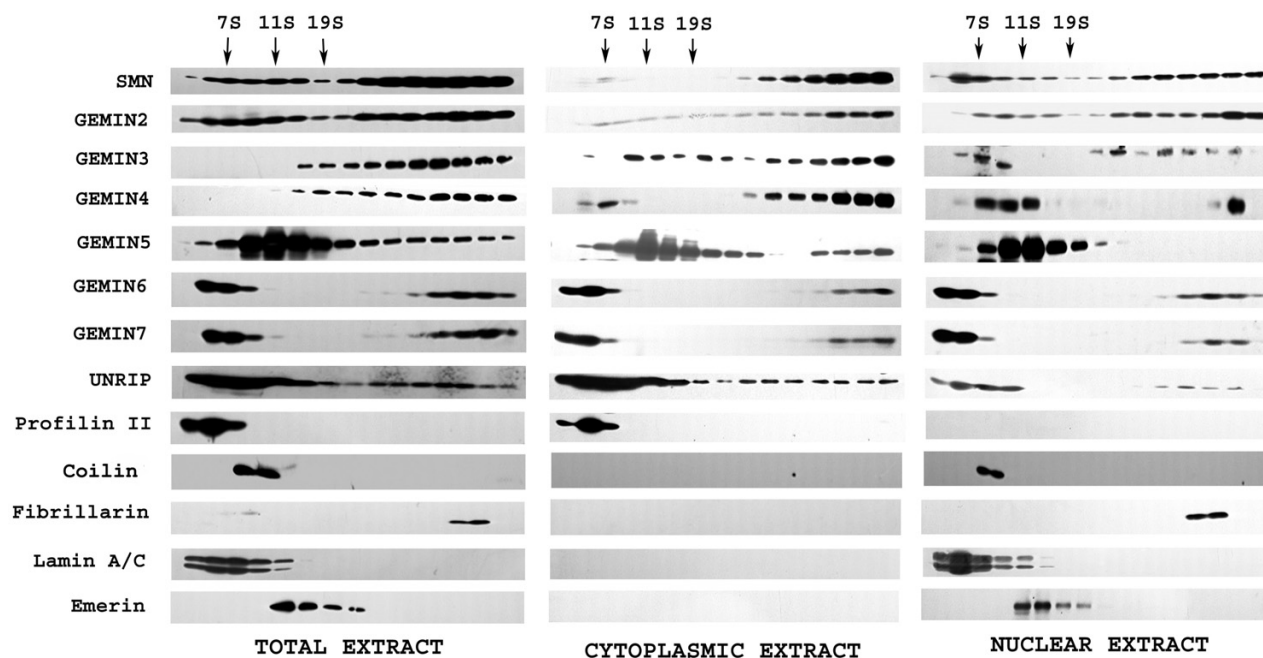 7S 11S 19S 7S 11S 19S 7S 11S 19S
SMN
GEMIN2
GEMIN3
GEMIN4
GEMIN5
GEMIN6
GEMIN7
UNRIP
Profilin II
Coilin
Fibrillarin
Lamin A/C
Emerin
TOTAL EXTRACT CYTOPLASMIC EXTRACT NUCLEAR EXTRACT